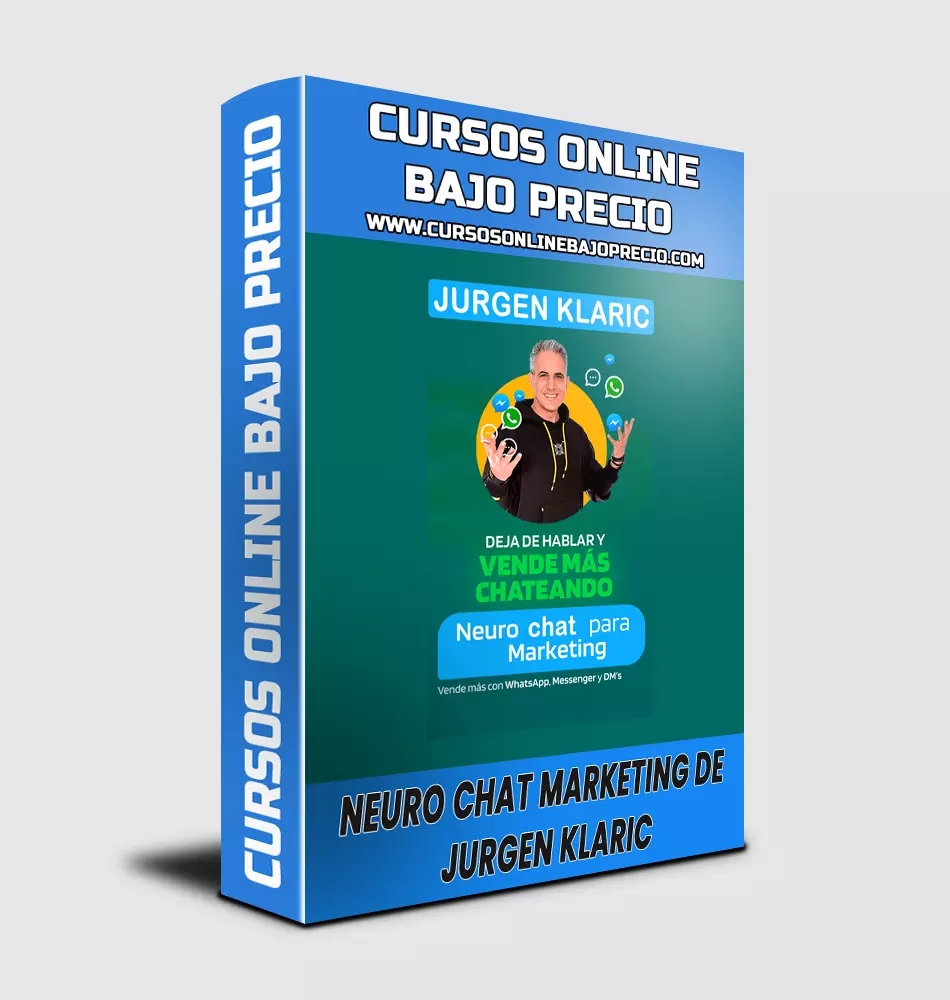 CURSOS ONLINE BAJO PRECIO
CURSOS ONLINE
BAJO PRECIO
WWW.CURSOSONLINEBAJOPRECIO.COM
JURGEN KLARIC
DEJA DE HABLAR Y
VENDE MÁS
CHATEANDO
Neuro chat para
Marketing
Vende más con WhatsApp, Messenger y DM's
NEURO CHAT MARKETING DE
JURGEN KLARIC